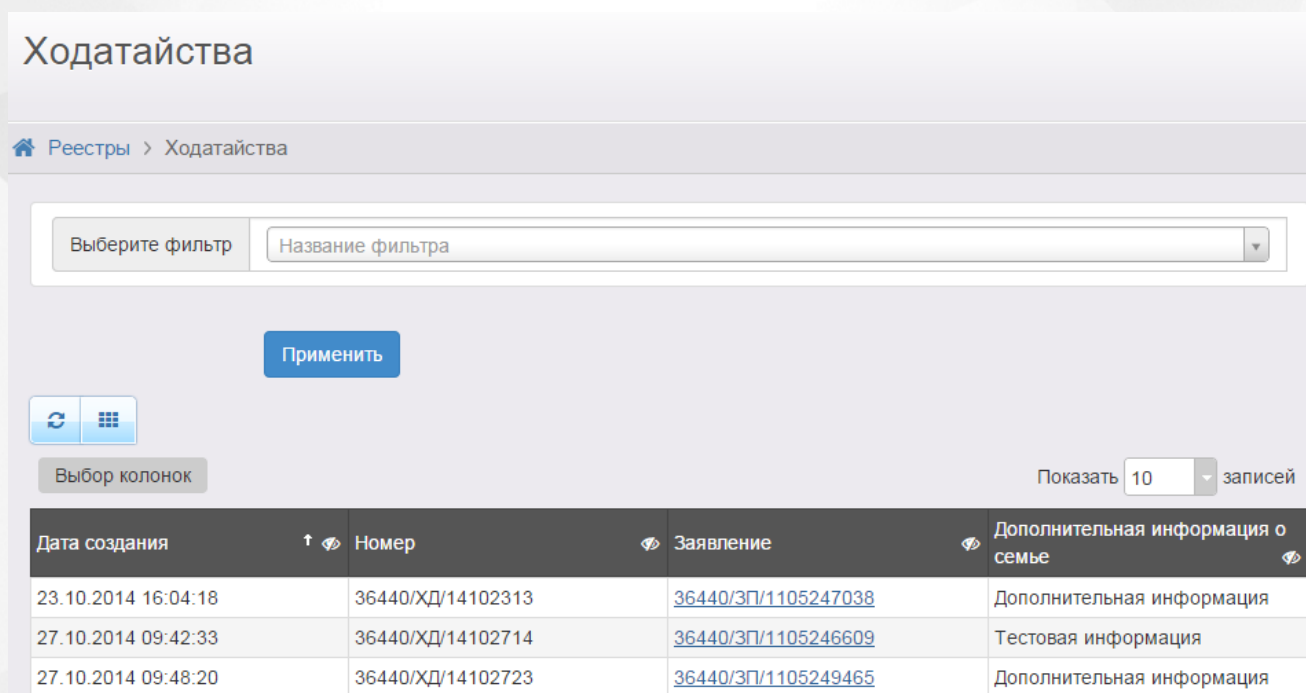 Ходатайства
Реестры > Ходатайства
Выберите фильтр Название фильтра
Применить
Выбор колонок Показать 10 записей
Дата создания Номер Заявление Дополнительная информация о
семье
23.10.2014 16:04:18 36440/ХД/14102313 36440/ЗП/1105247038 Дополнительная информация
27.10.2014 09:42:33 36440/ХД/14102714 36440/ЗП/1105246609 Тестовая информация
27.10.2014 09:48:20 36440/ХД/14102723 36440/ЗП/1105249465 Дополнительная информация